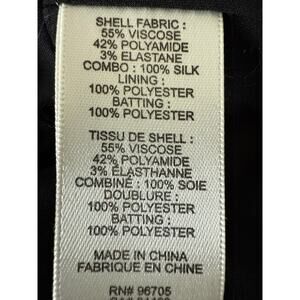 SHELL FABRIC :
55% VISCOSE
42% POLYAMIDE
3% ELASTANE
COMBO : 100% SILK
LINING :
100% POLYESTER
BATTING :
100% POLYESTER
TISSU DE SHELL :
55% VISCOSE
42% POLYAMIDE
3% ÉLASTHANNE
COMBINÉ : 100% SOIE
DOUBLURE :
100% POLYESTER
BATTING :
100% POLYESTER
MADE IN CHINA
FABRIQUE EN CHINE
RN# 96705